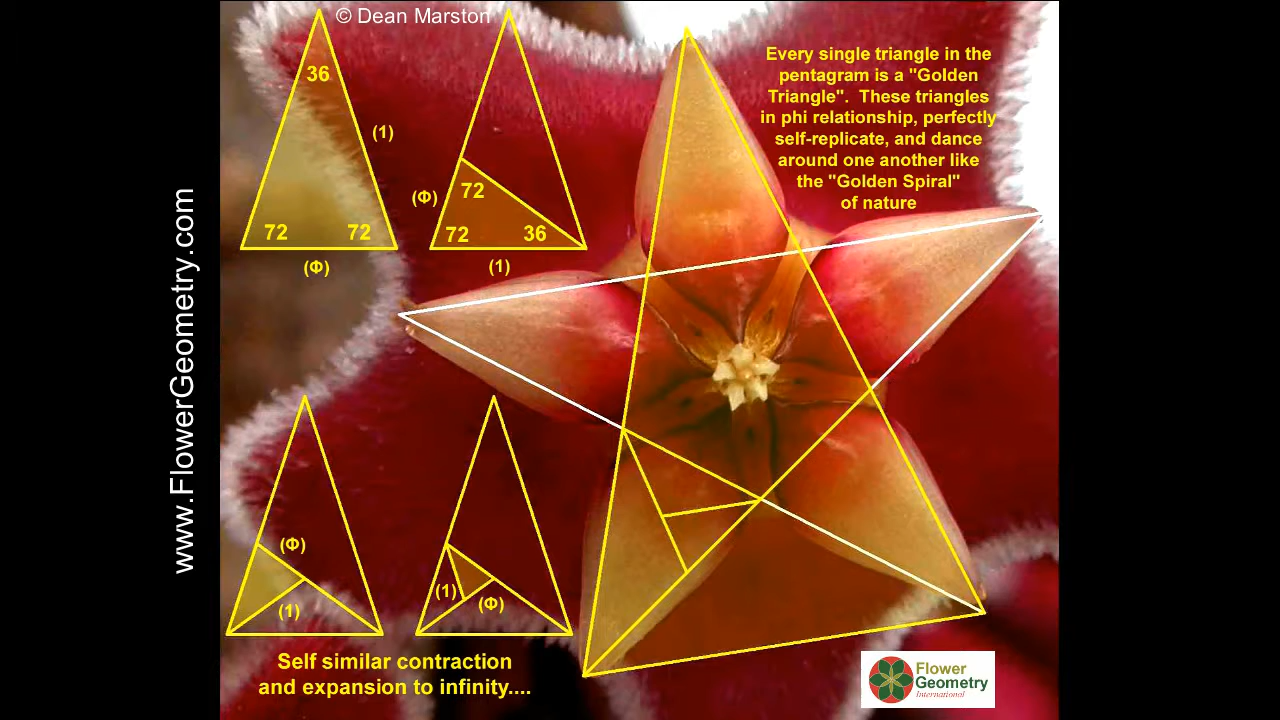 © Dean Marston
Every single triangle in the
pentagram is a "Golden
Triangle".  These triangles
in phi relationship, perfectly
self-replicate, and dance
around one another like
the "Golden Spiral"
of nature
36
(1)
72
72
(Φ)
(Φ)
72
72
36
(1)
www.FlowerGeometry.com
(Φ)
(1)
(1)
(Φ)
Self similar contraction
and expansion to infinity....
Flower
Geometry
International